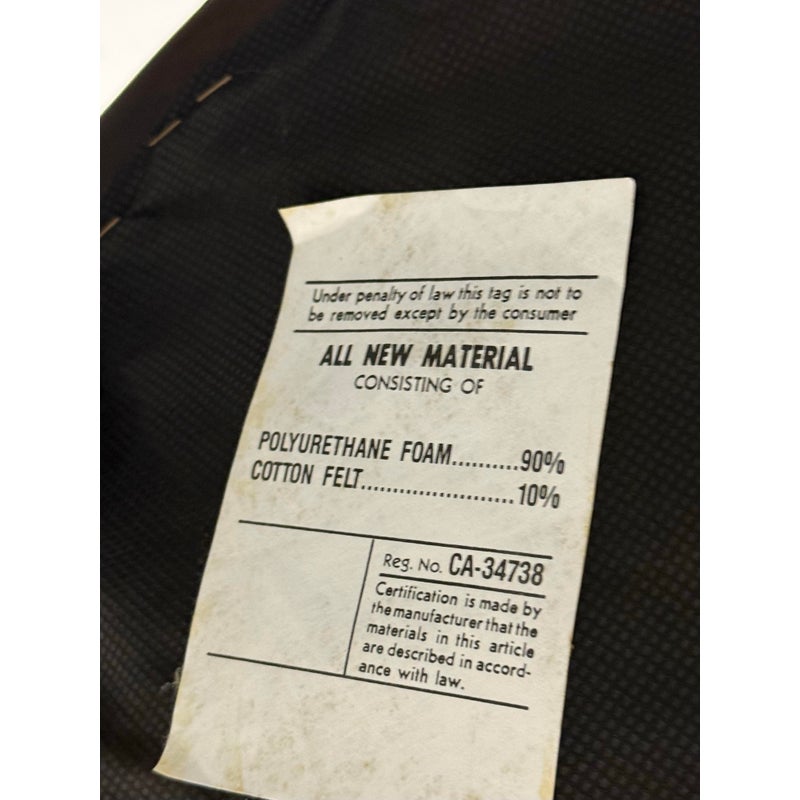 Under penalty of law this tag is not to
be removed except by the consumer
ALL NEW MATERIAL
CONSISTING OF
POLYURETHANE FOAM..........90%
COTTON FELT........................10%
Reg. No. CA-34738
Certification is made by
the manufacturer that the
materials in this article
are described in accord-
ance with law.